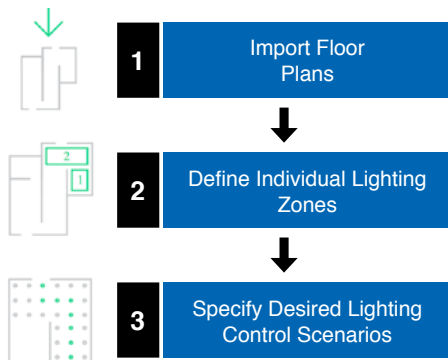 1
Import Floor
Plans
2
1
2
Define Individual Lighting
Zones
3
Specify Desired Lighting
Control Scenarios